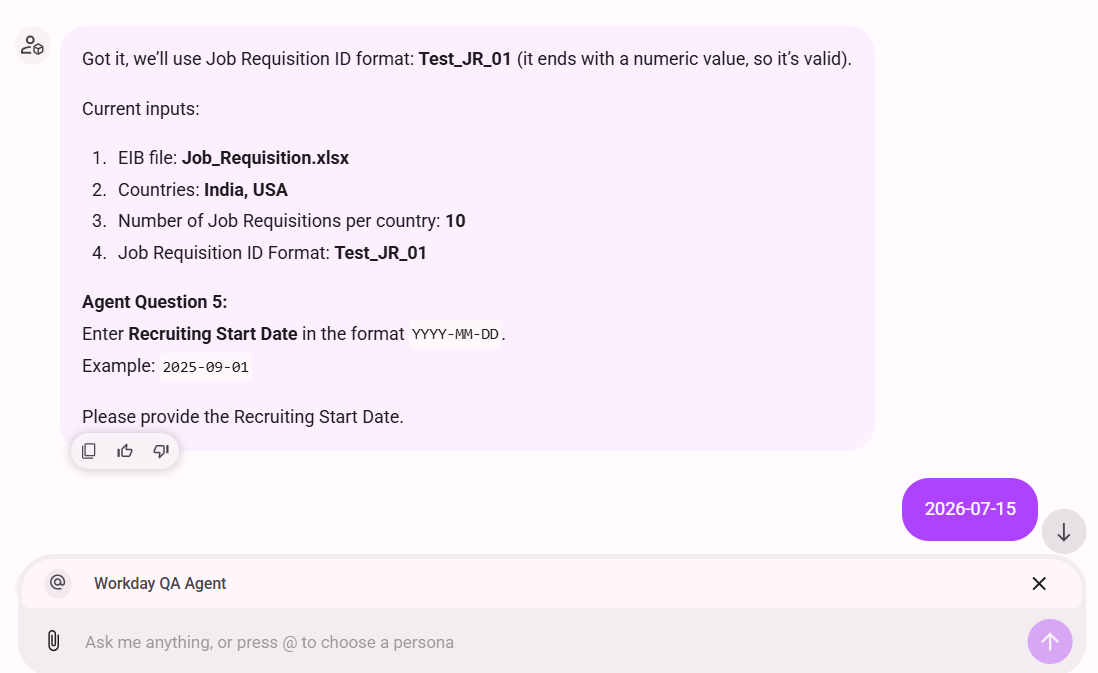 Got it, we’ll use Job Requisition ID format: Test_JR_01 (it ends with a numeric value, so it’s valid).
Current inputs:
1. EIB file: Job_Requisition.xlsx
2. Countries: India, USA
3. Number of Job Requisitions per country: 10
4. Job Requisition ID Format: Test_JR_01
Agent Question 5:
Enter Recruiting Start Date in the format YYYY-MM-DD.
Example: 2025-09-01
Please provide the Recruiting Start Date.
2026-07-15
@ Workday QA Agent
Ask me anything, or press @ to choose a persona